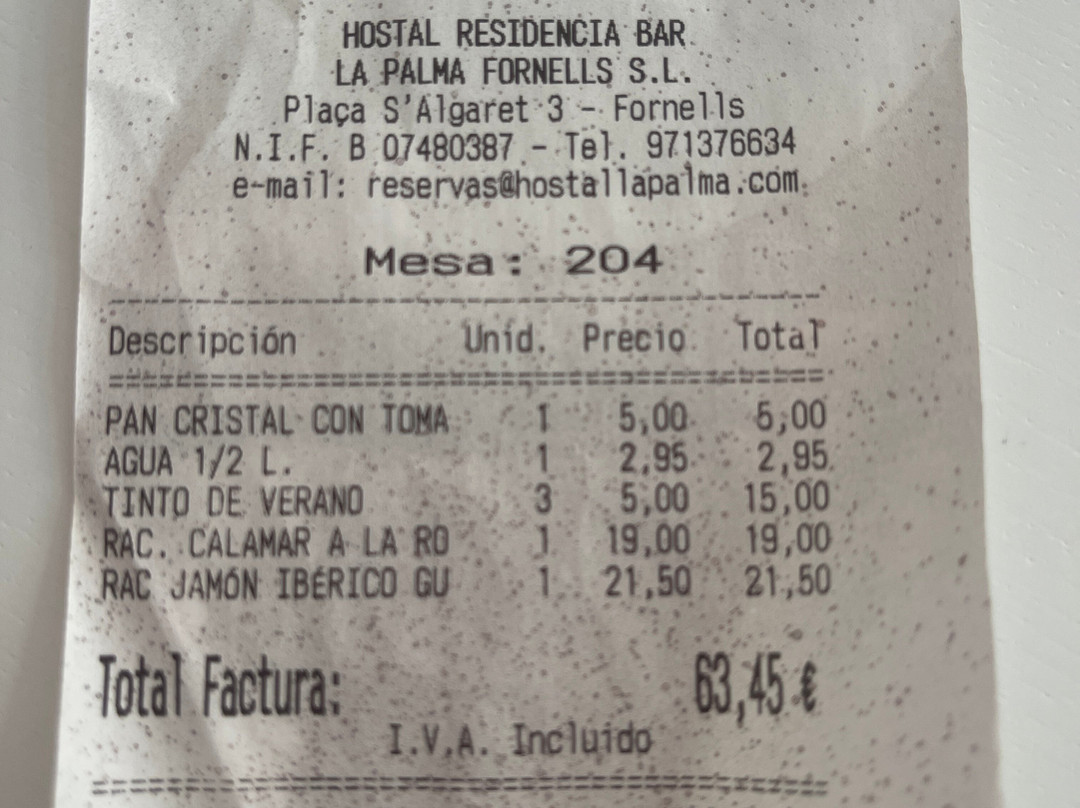 HOSTAL RESIDENCIA BAR
LA PALMA FORNELLS S.L.
Plaça S'Algaret 3 - Fornells
N.I.F. B 07480387 - Tel. 971376634
e-mail: reservas@hostallapalma.com
Mesa: 204
Descripción Unid. Precio Total
PAN CRISTAL CON TOMA 1 5,00 5,00
AGUA 1/2 L. 1 2,95 2,95
TINTO DE VERANO 3 5,00 15,00
RAC. CALAMAR A LA RO 1 19,00 19,00
RAC JAMÓN IBÉRICO GU 1 21,50 21,50
Total Factura: 63,45 €
I.V.A. Incluido